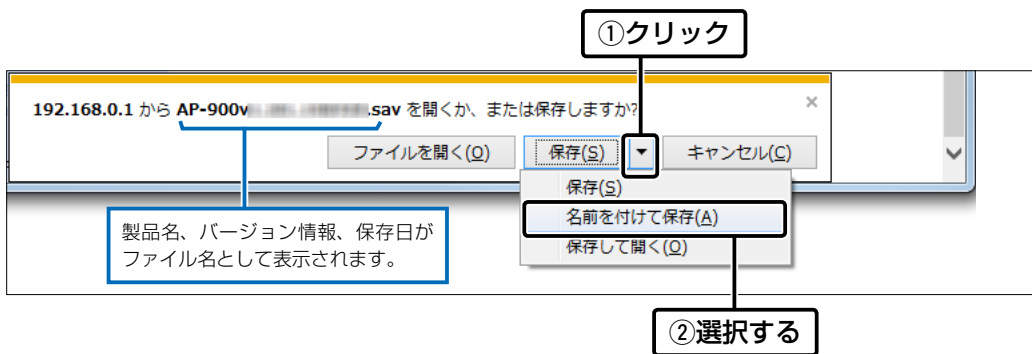 ①クリック
192.168.0.1 から AP-900v .sav を開くか、または保存しますか?
×
ファイルを開く(O)
保存(S)
▼
キャンセル(C)
保存(S)
名前を付けて保存(A)
保存して開く(O)
製品名、バージョン情報、保存日が
ファイル名として表示されます。
②選択する